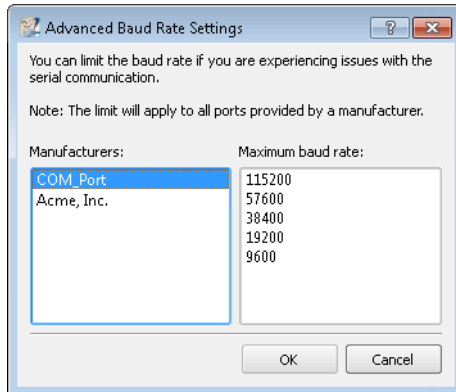 Advanced Baud Rate Settings
You can limit the baud rate if you are experiencing issues with the
serial communication.
Note: The limit will apply to all ports provided by a manufacturer.
Manufacturers:
Maximum baud rate:
COM_Port
Acme, Inc.
115200
57600
38400
19200
9600
OK
Cancel